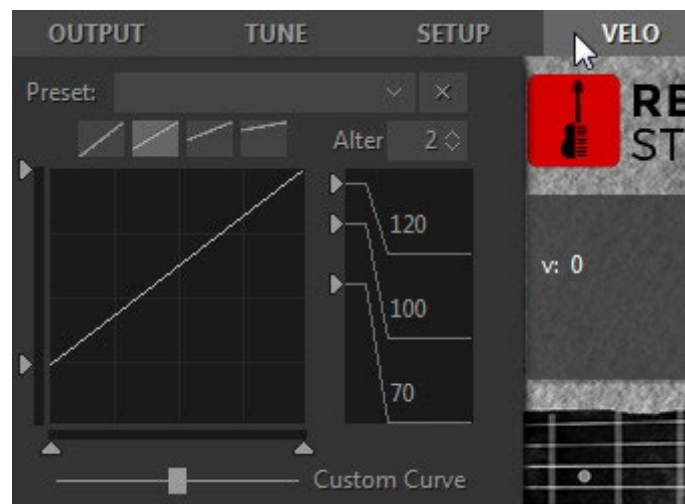 OUTPUT TUNE SETUP VELO
Preset:
RE
Alter 2
ST
120
v: 0
100
70
Custom Curve